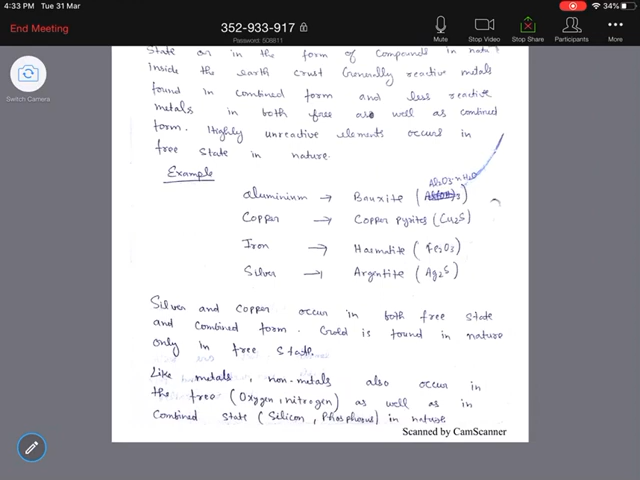 4:33 PM Tue 31 Mar
34%
End Meeting
352-933-917
Password: 508811
Mute
Stop Video
Stop Share
Participants
More
Switch Camera
State or in the form of compounds in
inside the earth crust Generally reactive metals
found in combined form and less reactive
metals in both free as well as combined
form. Highly unreactive elements occurs in
free state in nature.
Example
Al2O3·nH2O
Aluminium → Bauxite ( )
Copper → Copper pyrites (Cu2S)
Iron → Haematite (Fe2O3)
Silver → Argentite (Ag2S)
Silver and Copper occur in both free state
and combined form. Gold is found in nature
only in free state.
Like metals, non-metals also occur in
the free (Oxygen, nitrogen) as well as in
combined state (Silicon, Phosphorus) in nature
Scanned by CamScanner